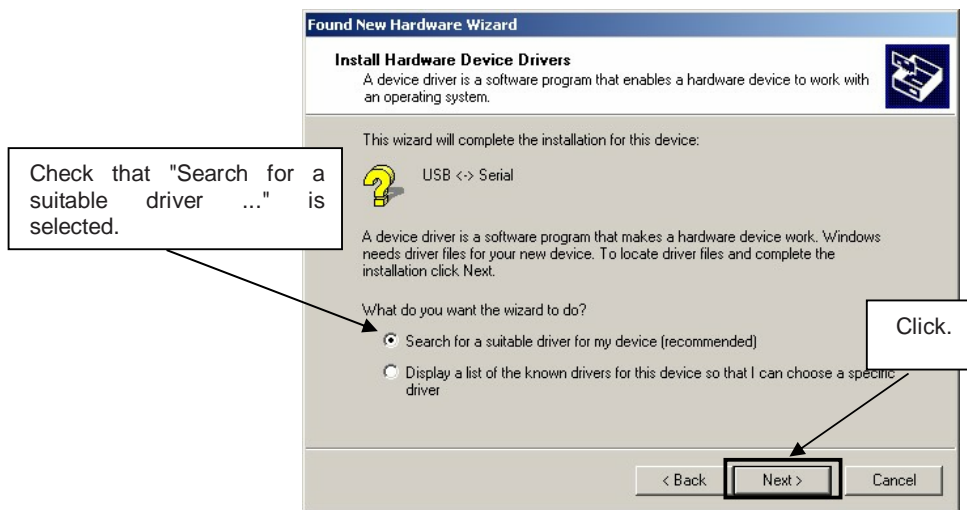 Found New Hardware Wizard
Install Hardware Device Drivers
A device driver is a software program that enables a hardware device to work with
an operating system.
This wizard will complete the installation for this device:
USB <-> Serial
Check that "Search for a
suitable driver ..." is
selected.
A device driver is a software program that makes a hardware device work. Windows
needs driver files for your new device. To locate driver files and complete the
installation click Next.
What do you want the wizard to do?
Click.
Search for a suitable driver for my device (recommended)
Display a list of the known drivers for this device so that I can choose a specific
driver
< Back Next > Cancel